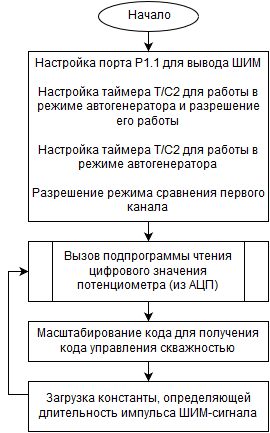 Начало
Настройка порта P1.1 для вывода ШИМ
Настройка таймера T/C2 для работы в
режиме автогенератора и разрешение
его работы
Настройка таймера T/C2 для работы в
режиме автогенератора
Разрешение режима сравнения первого
канала
Вызов подпрограммы чтения
цифрового значения
потенциометра (из АЦП)
Масштабирование кода для получения
кода управления скважностью
Загрузка константы, определяющей
длительность импульса ШИМ-сигнала